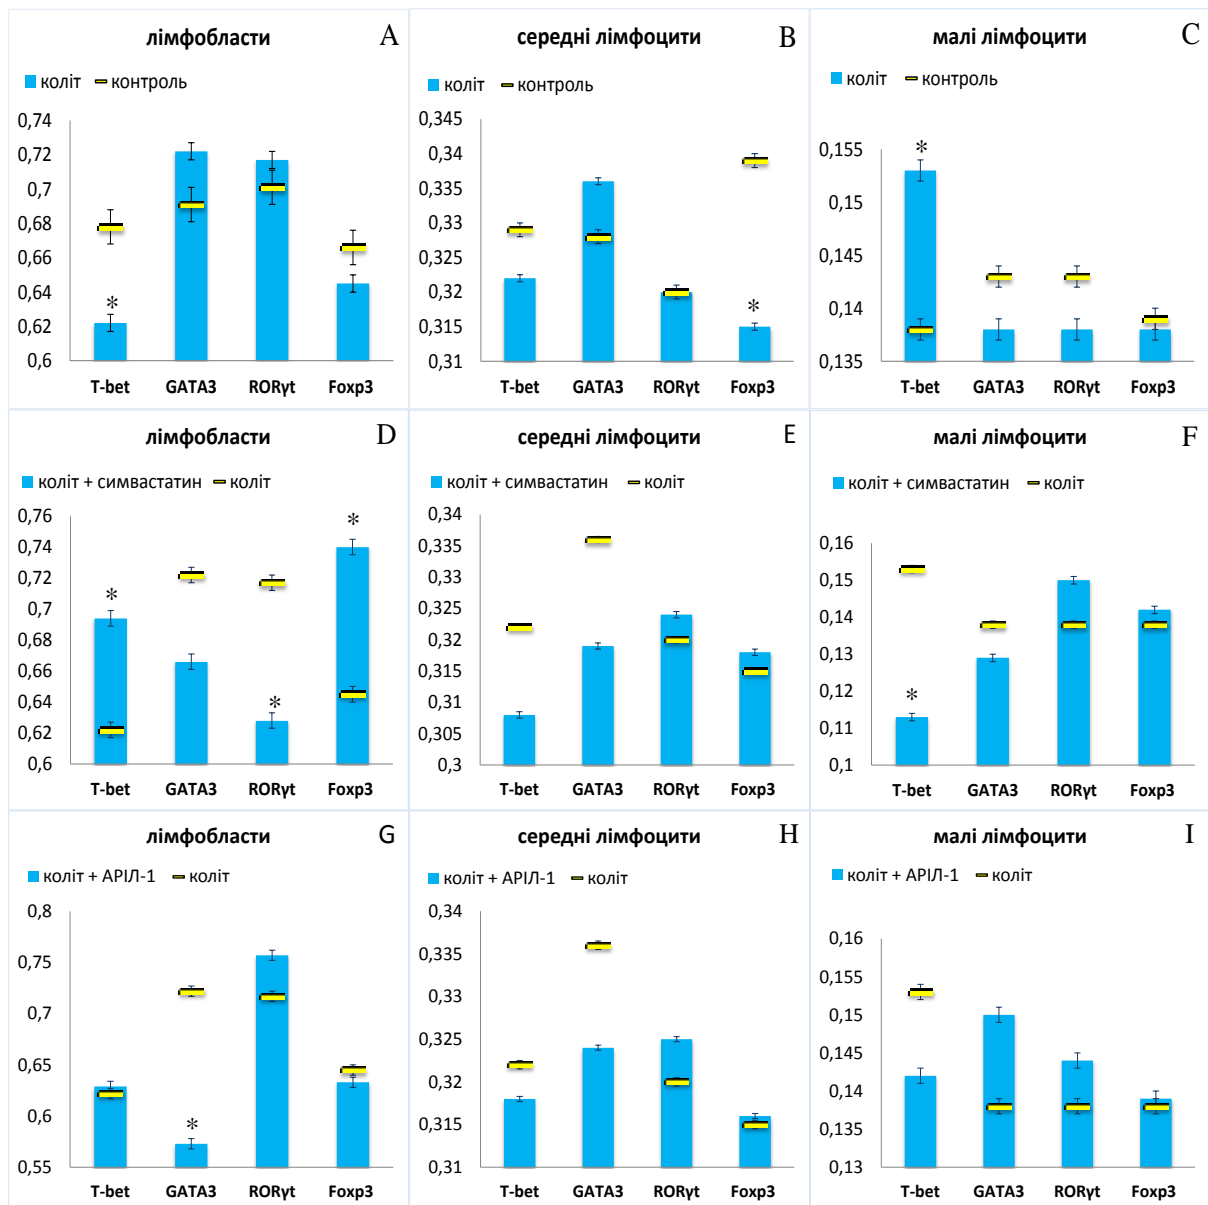 лімфобласти A
коліт контроль
0,74
0,72
0,7
0,68
0,66
0,64
0,62
0,6
*
T-bet GATA3 RORγt Foxp3
середні лімфоцити B
коліт контроль
0,345
0,34
0,335
0,33
0,325
0,32
0,315
0,31
*
T-bet GATA3 RORγt Foxp3
малі лімфоцити C
коліт контроль
0,155
0,15
0,145
0,14
0,135
*
T-bet GATA3 RORγt Foxp3
лімфобласти D
коліт + симвастатин коліт
0,76
0,74
0,72
0,7
0,68
0,66
0,64
0,62
0,6
* * *
T-bet GATA3 RORγt Foxp3
середні лімфоцити E
коліт + симвастатин коліт
0,34
0,335
0,33
0,325
0,32
0,315
0,31
0,305
0,3
T-bet GATA3 RORγt Foxp3
малі лімфоцити F
коліт + симвастатин коліт
0,16
0,15
0,14
0,13
0,12
0,11
0,1
*
T-bet GATA3 RORγt Foxp3
лімфобласти G
коліт + АРІЛ-1 коліт
0,8
0,75
0,7
0,65
0,6
0,55
*
T-bet GATA3 RORγt Foxp3
середні лімфоцити H
коліт + АРІЛ-1 коліт
0,34
0,335
0,33
0,325
0,32
0,315
0,31
T-bet GATA3 RORγt Foxp3
малі лімфоцити I
коліт + АРІЛ-1 коліт
0,16
0,155
0,15
0,145
0,14
0,135
0,13
T-bet GATA3 RORγt Foxp3